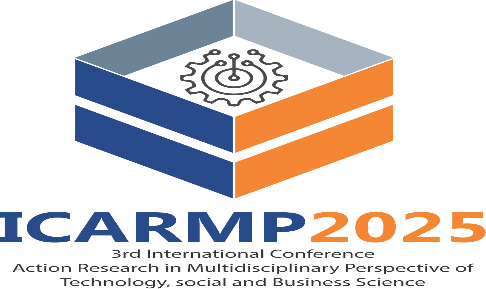 ICARMP2025
3rd International Conference
Action Research in Multidisciplinary Perspective of
Technology, social and Business Science